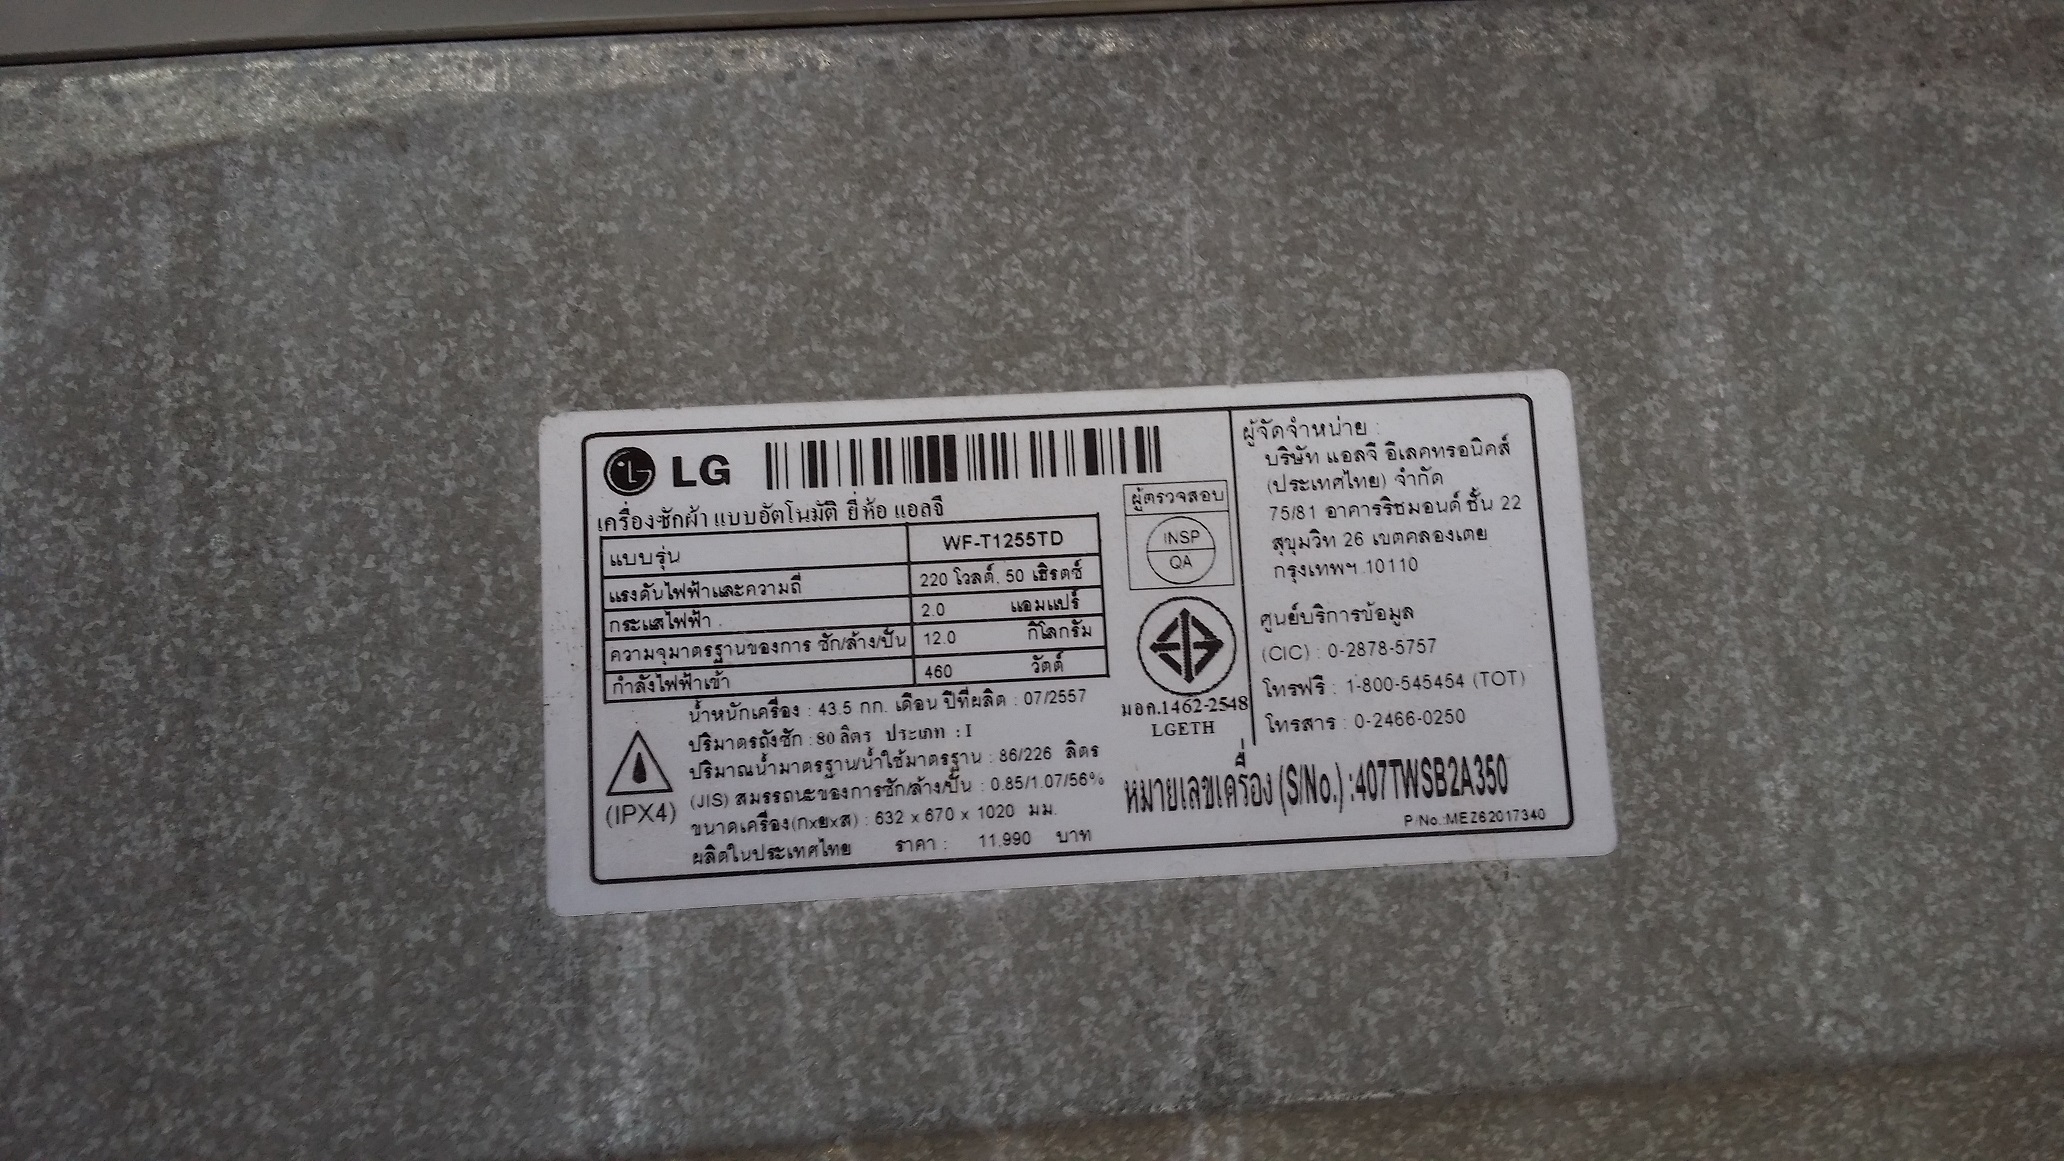 LG
เครื่องซักผ้า แบบอัตโนมัติ ยี่ห้อ แอลจี
แบบรุ่น WF-T1255TD
แรงดันไฟฟ้าและความถี่ 220 โวลต์, 50 เฮิรตซ์
กระแสไฟฟ้า 2.0 แอมแปร์
ความจุมาตรฐานของการ ซัก/ล้าง/ปั่น 12.0 กิโลกรัม
กำลังไฟฟ้าเข้า 460 วัตต์
น้ำหนักเครื่อง : 43.5 กก. เดือน ปีที่ผลิต : 07/2557
ปริมาตรถังซัก : 80 ลิตร ประเภท : I
ปริมาณน้ำมาตรฐาน/น้ำใช้มาตรฐาน : 86/226 ลิตร
(JIS) สมรรถนะของการซัก/ล้าง/ปั่น : 0.85/1.07/56%
ขนาดเครื่อง(กxยxส) : 632 x 670 x 1020 มม.
ผลิตในประเทศไทย ราคา : 11,990 บาท
(IPX4)
ผู้ตรวจสอบ
INSP
QA
มอก.1462-2548
LGETH
ผู้จัดจำหน่าย :
บริษัท แอลจี อีเลคทรอนิคส์
(ประเทศไทย) จำกัด
75/81 อาคารริชมอนด์ ชั้น 22
สุขุมวิท 26 เขตคลองเตย
กรุงเทพฯ 10110
ศูนย์บริการข้อมูล
(CIC) : 0-2878-5757
โทรฟรี : 1-800-545454 (TOT)
โทรสาร : 0-2466-0250
หมายเลขเครื่อง (S/No.) :407TWSB2A350
P/No.:MEZ62017340